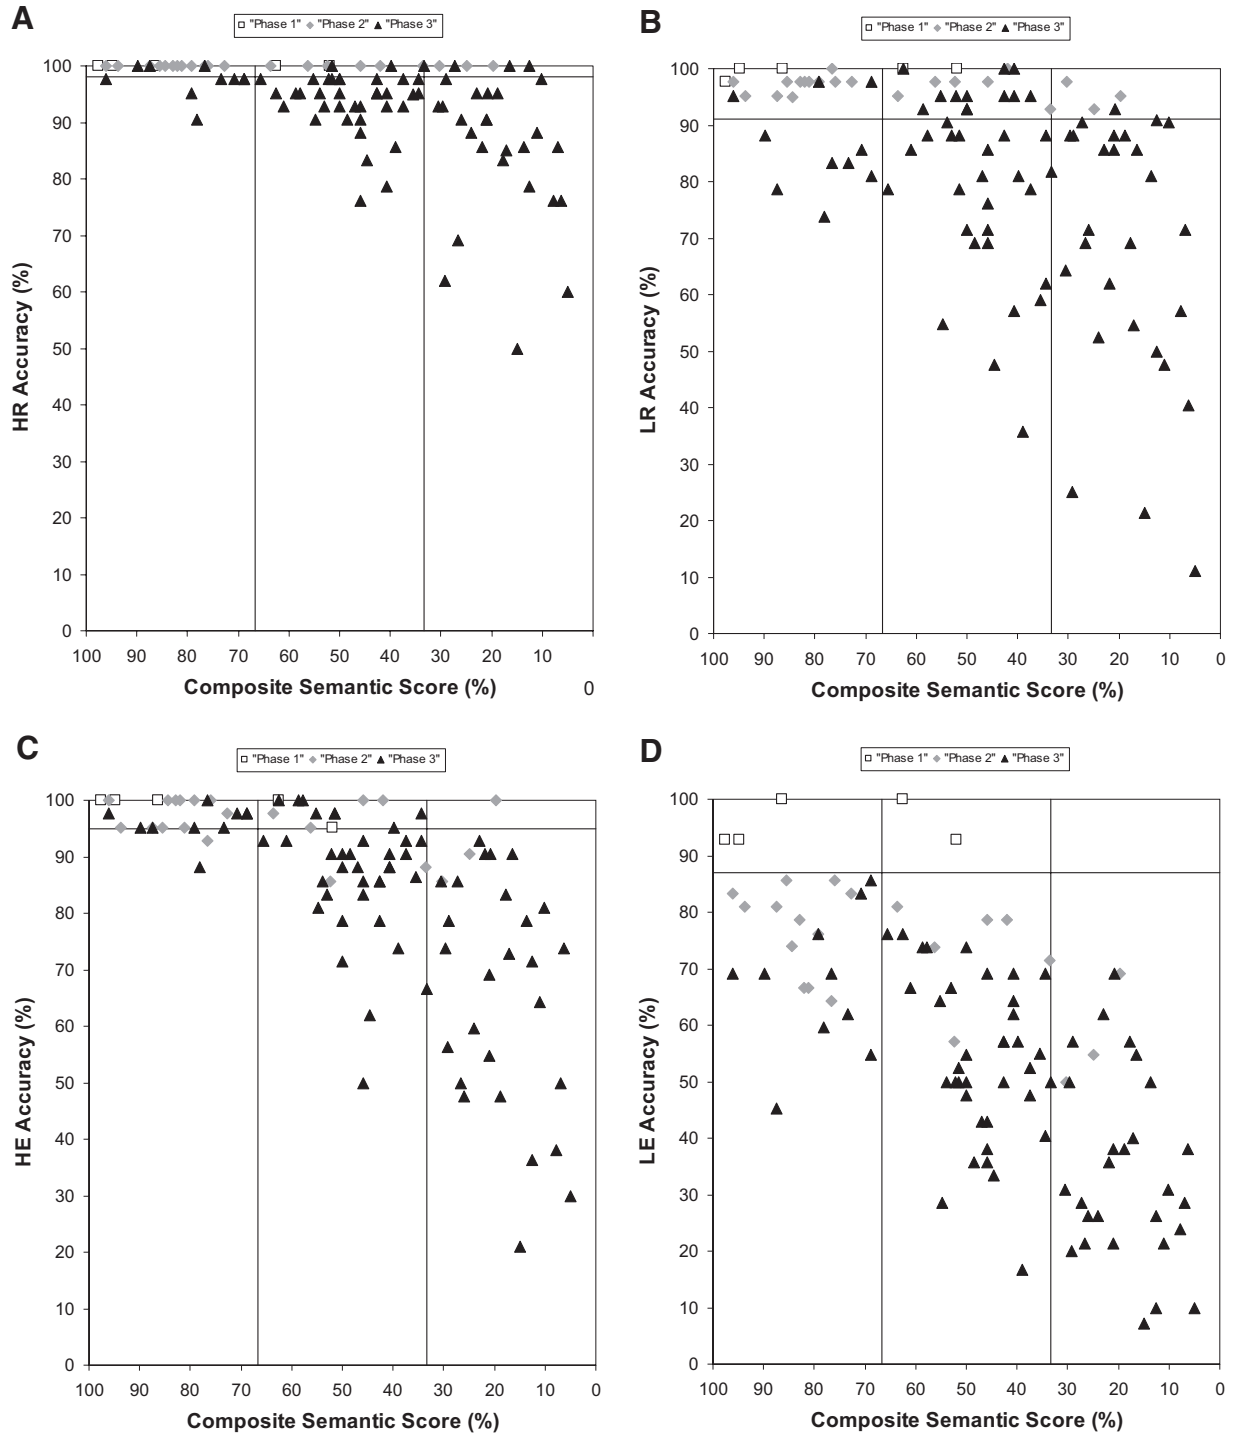 A
□ "Phase 1" ◆ "Phase 2" ▲ "Phase 3"
HR Accuracy (%)
100
90
80
70
60
50
40
30
20
10
0
100 90 80 70 60 50 40 30 20 10
Composite Semantic Score (%) 0
B
□ "Phase 1" ◆ "Phase 2" ▲ "Phase 3"
LR Accuracy (%)
100
90
80
70
60
50
40
30
20
10
0
100 90 80 70 60 50 40 30 20 10 0
Composite Semantic Score (%)
C
□ "Phase 1" ◆ "Phase 2" ▲ "Phase 3"
HE Accuracy (%)
100
90
80
70
60
50
40
30
20
10
0
100 90 80 70 60 50 40 30 20 10 0
Composite Semantic Score (%)
D
□ "Phase 1" ◆ "Phase 2" ▲ "Phase 3"
LE Accuracy (%)
100
90
80
70
60
50
40
30
20
10
0
100 90 80 70 60 50 40 30 20 10 0
Composite Semantic Score (%)